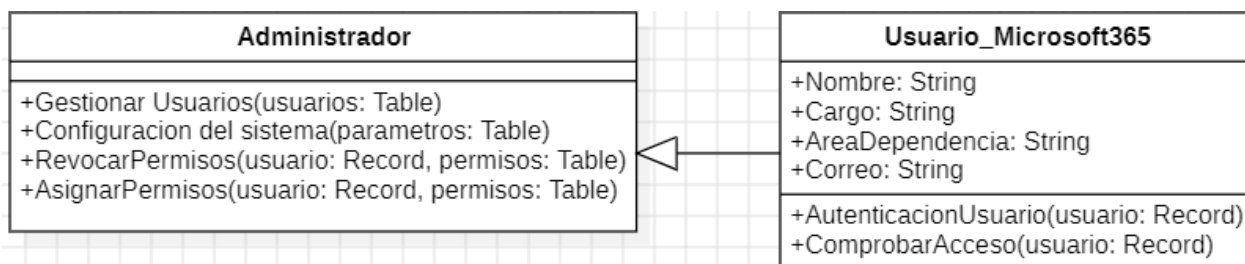 Administrador
+Gestionar Usuarios(usuarios: Table)
+Configuracion del sistema(parametros: Table)
+RevocarPermisos(usuario: Record, permisos: Table)
+AsignarPermisos(usuario: Record, permisos: Table)
Usuario_Microsoft365
+Nombre: String
+Cargo: String
+AreaDependencia: String
+Correo: String
+AutenticacionUsuario(usuario: Record)
+ComprobarAcceso(usuario: Record)